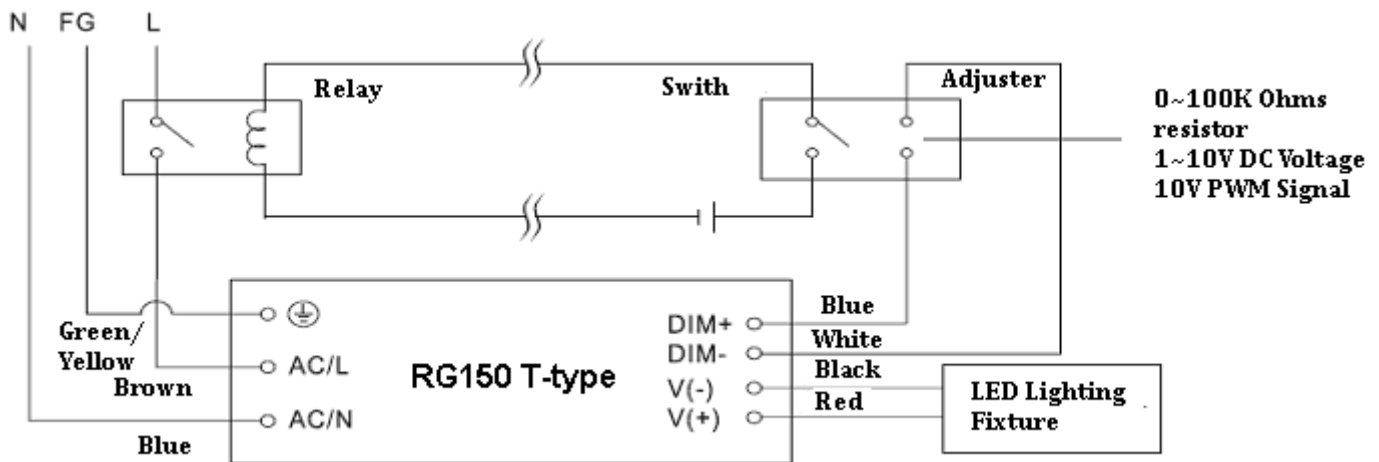 N FG L
Relay
Swith
Adjuster
0~100K Ohms
resistor
1~10V DC Voltage
10V PWM Signal
Green/
Yellow
Brown
Blue
AC/L
AC/N
RG150 T-type
DIM+
DIM-
V(-)
V(+)
Blue
White
Black
Red
LED Lighting
Fixture